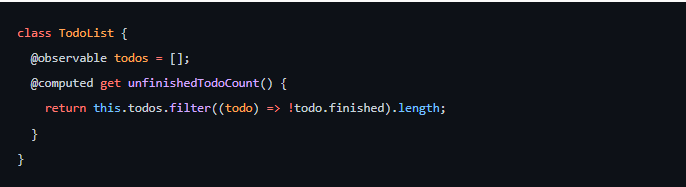 class TodoList {
  @observable todos = [];
  @computed get unfinishedTodoCount() {
    return this.todos.filter((todo) => !todo.finished).length;
  }
}